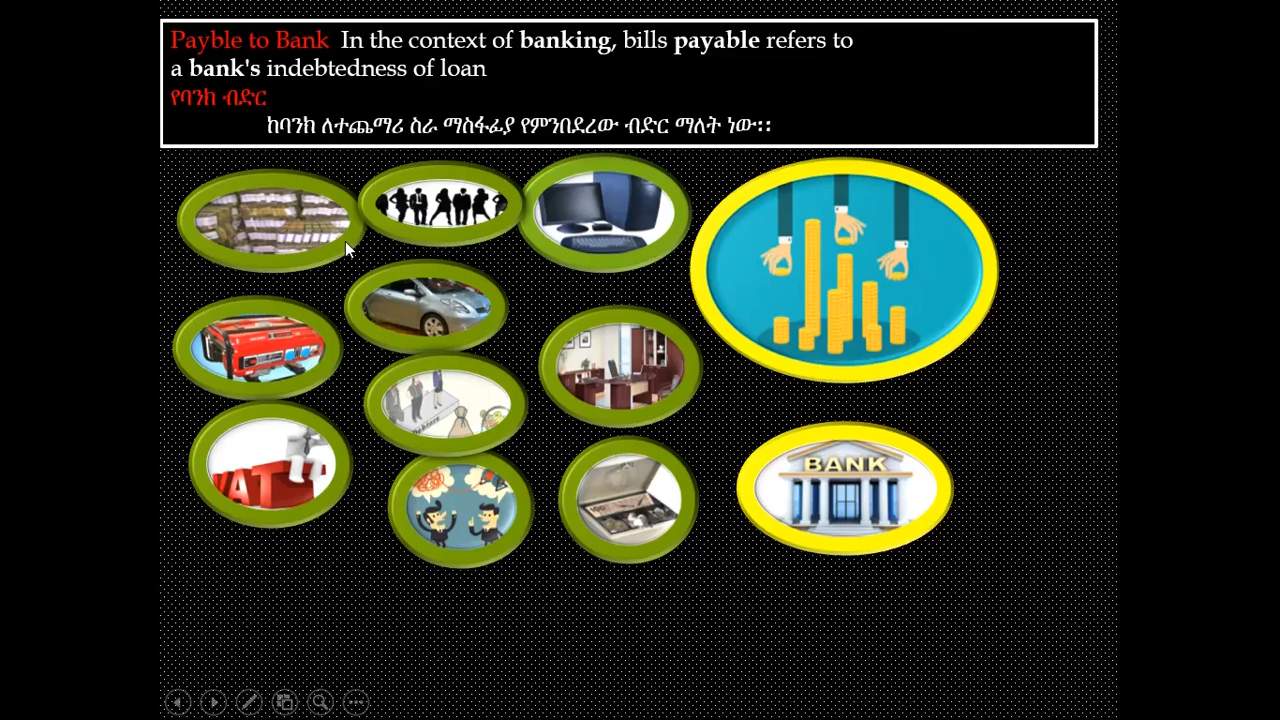 Payble to Bank In the context of banking, bills payable refers to
a bank's indebtedness of loan
የባንክ ብድር
ከባንክ ለተጨማሪ ስራ ማስፋፊያ የምንበደረው ብድር ማለት ነው፡፡
BANK
VAT